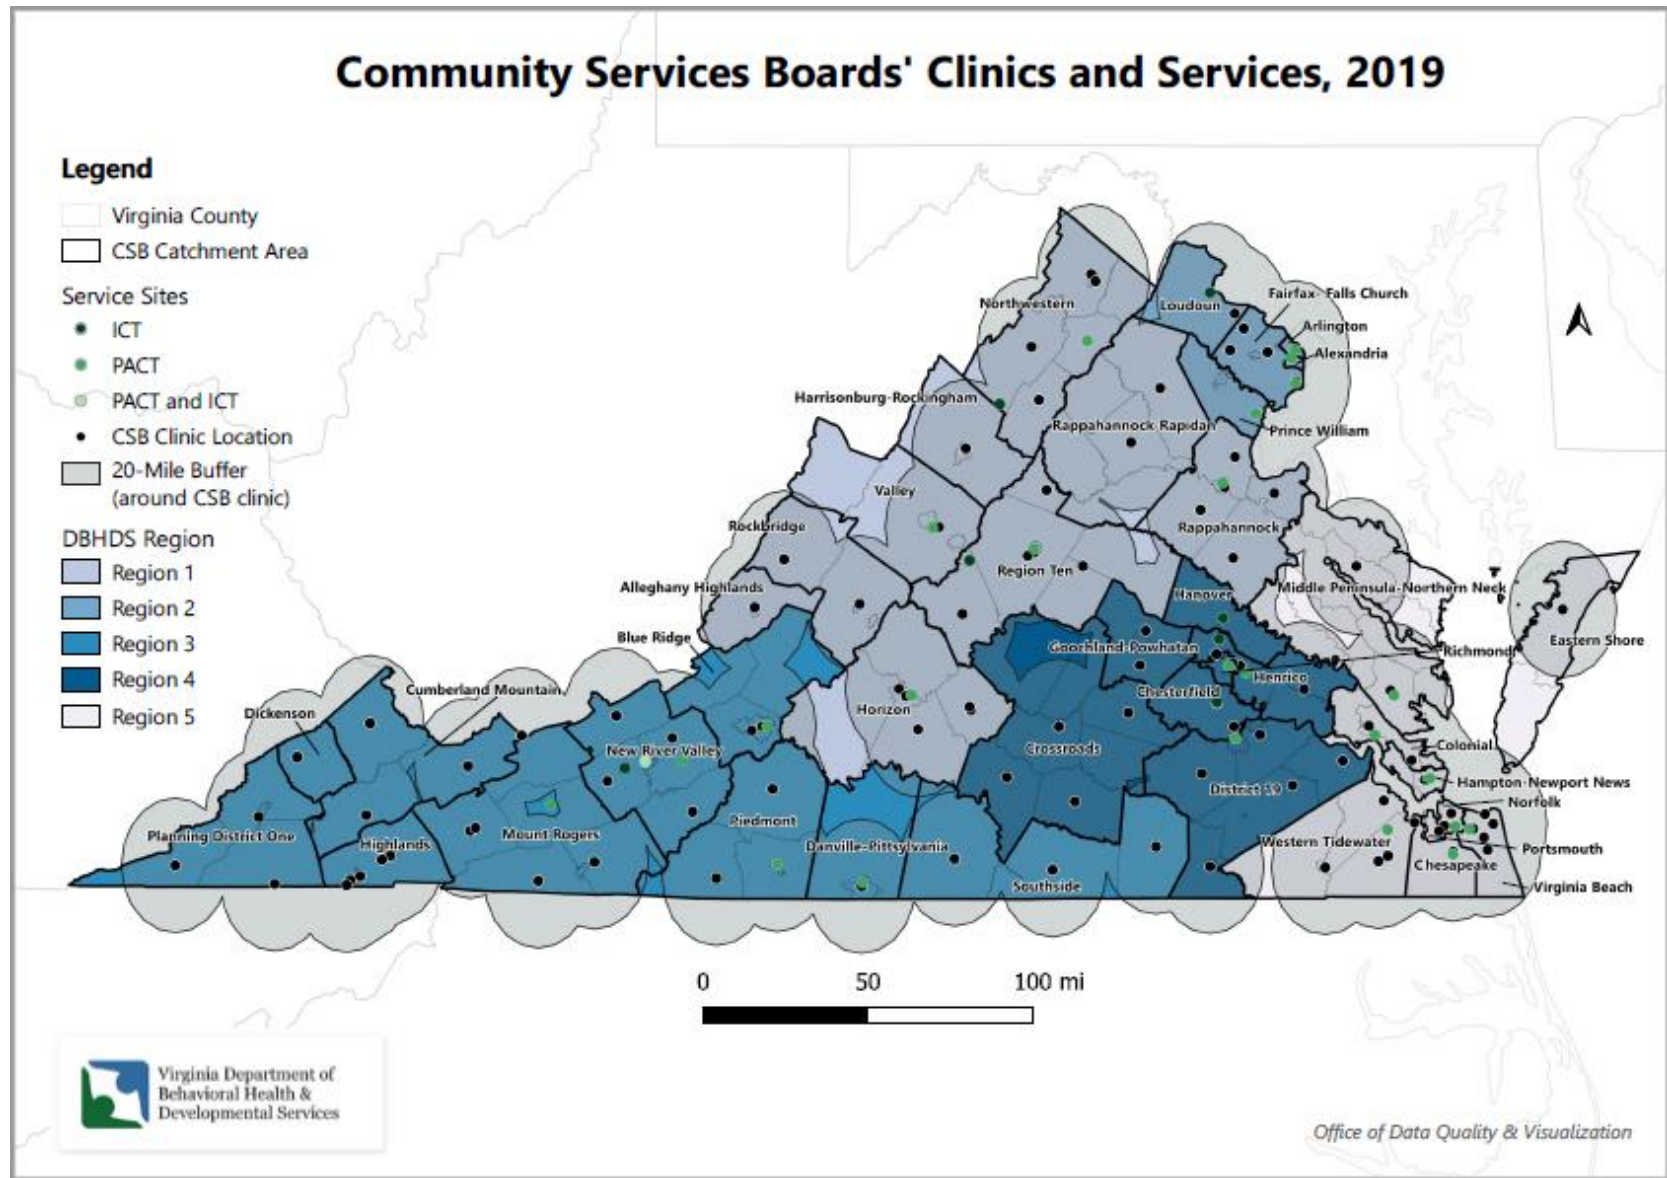 Community Services Boards' Clinics and Services, 2019
Legend
Virginia County
CSB Catchment Area
Service Sites
ICT
PACT
PACT and ICT
CSB Clinic Location
20-Mile Buffer
(around CSB clinic)
DBHDS Region
Region 1
Region 2
Region 3
Region 4
Region 5
Northwestern
Loudoun
Fairfax- Falls Church
Arlington
Alexandria
Harrisonburg-Rockingham
Rappahannock Rapidan
Prince William
Valley
Rockbridge
Rappahannock
Region Ten
Alleghany Highlands
Middle Peninsula-Northern Neck
Hanover
Blue Ridge
Goochland-Powhatan
Eastern Shore
Richmond
Henrico
Cumberland Mountain
Chesterfield
Dickenson
Horizon
New River Valley
Crossroads
Colonial
Hampton-Newport News
District 19
Norfolk
Piedmont
Planning District One
Mount Rogers
Highlands
Danville-Pittsylvania
Western Tidewater
Portsmouth
Chesapeake
Southside
Virginia Beach
0 50 100 mi
Virginia Department of
Behavioral Health &
Developmental Services
Office of Data Quality & Visualization